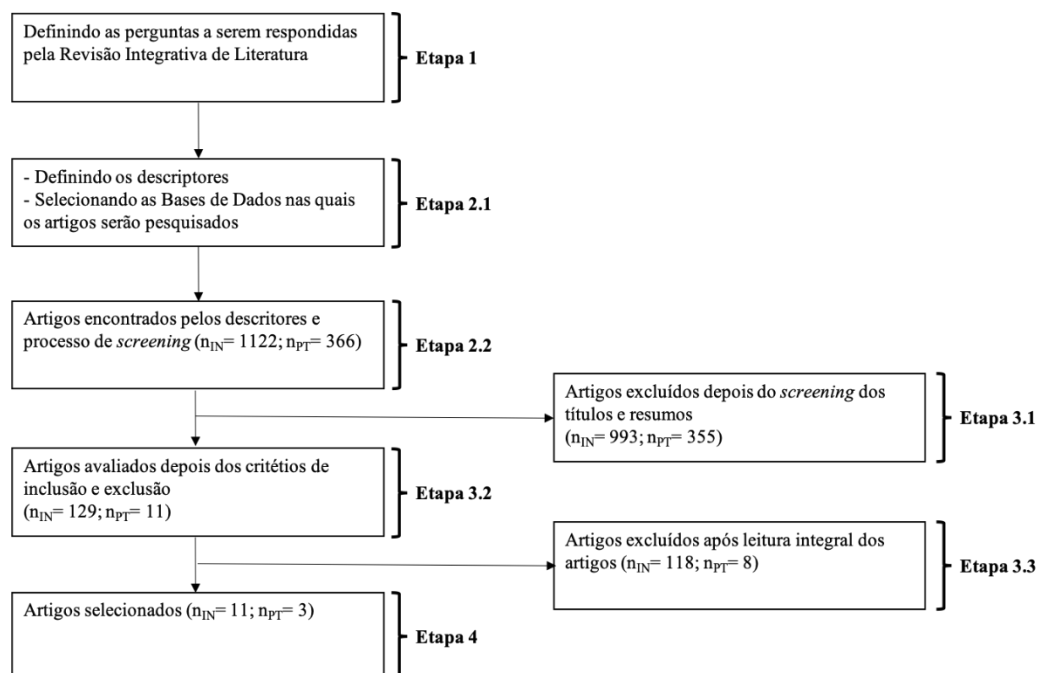 Definindo as perguntas a serem respondidas
pela Revisão Integrativa de Literatura
Etapa 1
- Definindo os descriptores
- Selecionando as Bases de Dados nas quais
os artigos serão pesquisados
Etapa 2.1
Artigos encontrados pelos descritores e
processo de screening (nIN= 1122; nPT= 366)
Etapa 2.2
Artigos excluídos depois do screening dos
títulos e resumos
(nIN= 993; nPT= 355)
Etapa 3.1
Artigos avaliados depois dos critétios de
inclusão e exclusão
(nIN= 129; nPT= 11)
Etapa 3.2
Artigos excluídos após leitura integral dos
artigos (nIN= 118; nPT= 8)
Etapa 3.3
Artigos selecionados (nIN= 11; nPT= 3)
Etapa 4